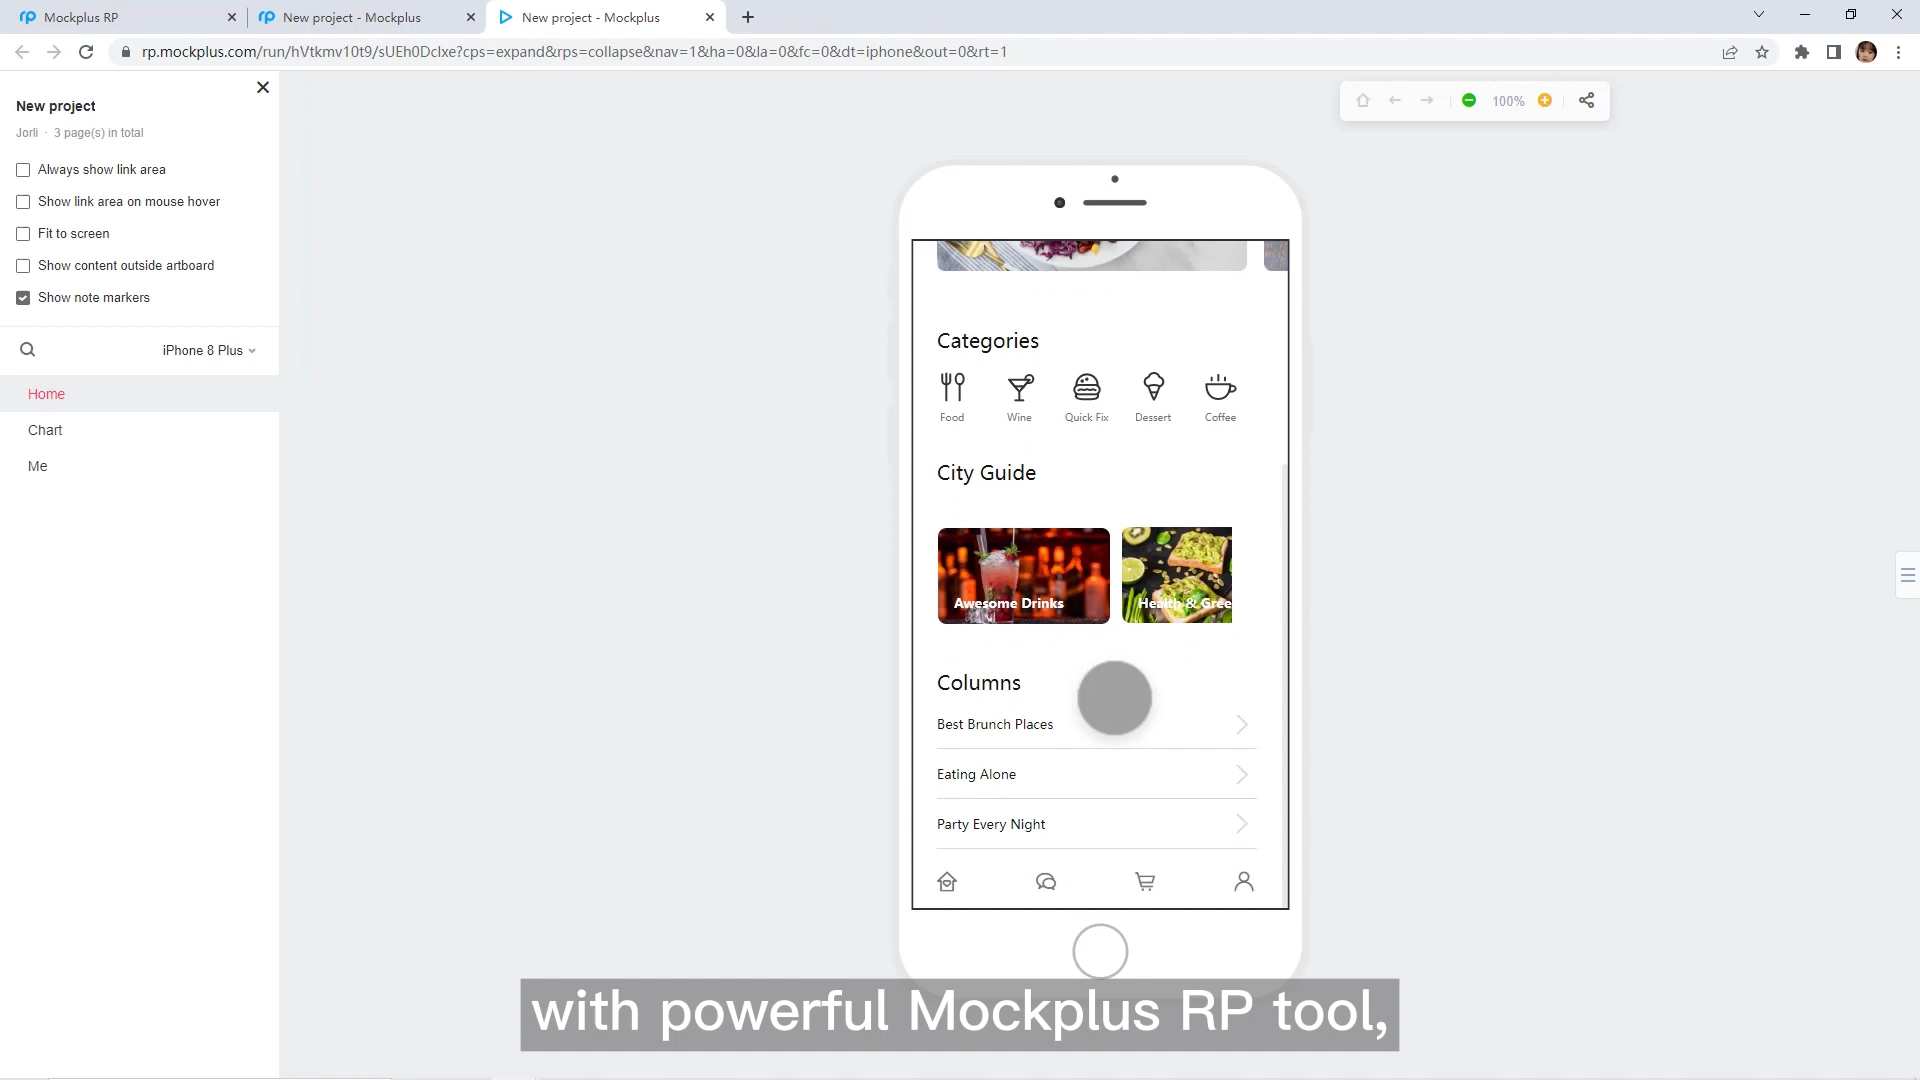 Mockplus RP
New project - Mockplus
New project - Mockplus
rp.mockplus.com/run/hVtkmv10t9/sUEh0Dclxe?cps=expand&rps=collapse&nav=1&ha=0&la=0&fc=0&dt=iphone&out=0&rt=1
New project
Jorli · 3 page(s) in total
Always show link area
Show link area on mouse hover
Fit to screen
Show content outside artboard
Show note markers
iPhone 8 Plus
Home
Chart
Me
100%
Categories
Food Wine Quick Fix Dessert Coffee
City Guide
Awesome Drinks
Health & Gree
Columns
Best Brunch Places
Eating Alone
Party Every Night
with powerful Mockplus RP tool,